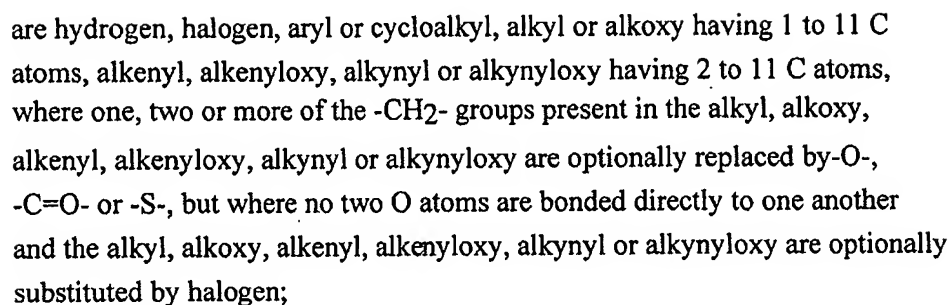 are hydrogen, halogen, aryl or cycloalkyl, alkyl or alkoxy having 1 to 11 C
atoms, alkenyl, alkenyloxy, alkynyl or alkynyloxy having 2 to 11 C atoms,
where one, two or more of the -CH2- groups present in the alkyl, alkoxy,
alkenyl, alkenyloxy, alkynyl or alkynyloxy are optionally replaced by-O-,
-C=O- or -S-, but where no two O atoms are bonded directly to one another
and the alkyl, alkoxy, alkenyl, alkenyloxy, alkynyl or alkynyloxy are optionally
substituted by halogen;